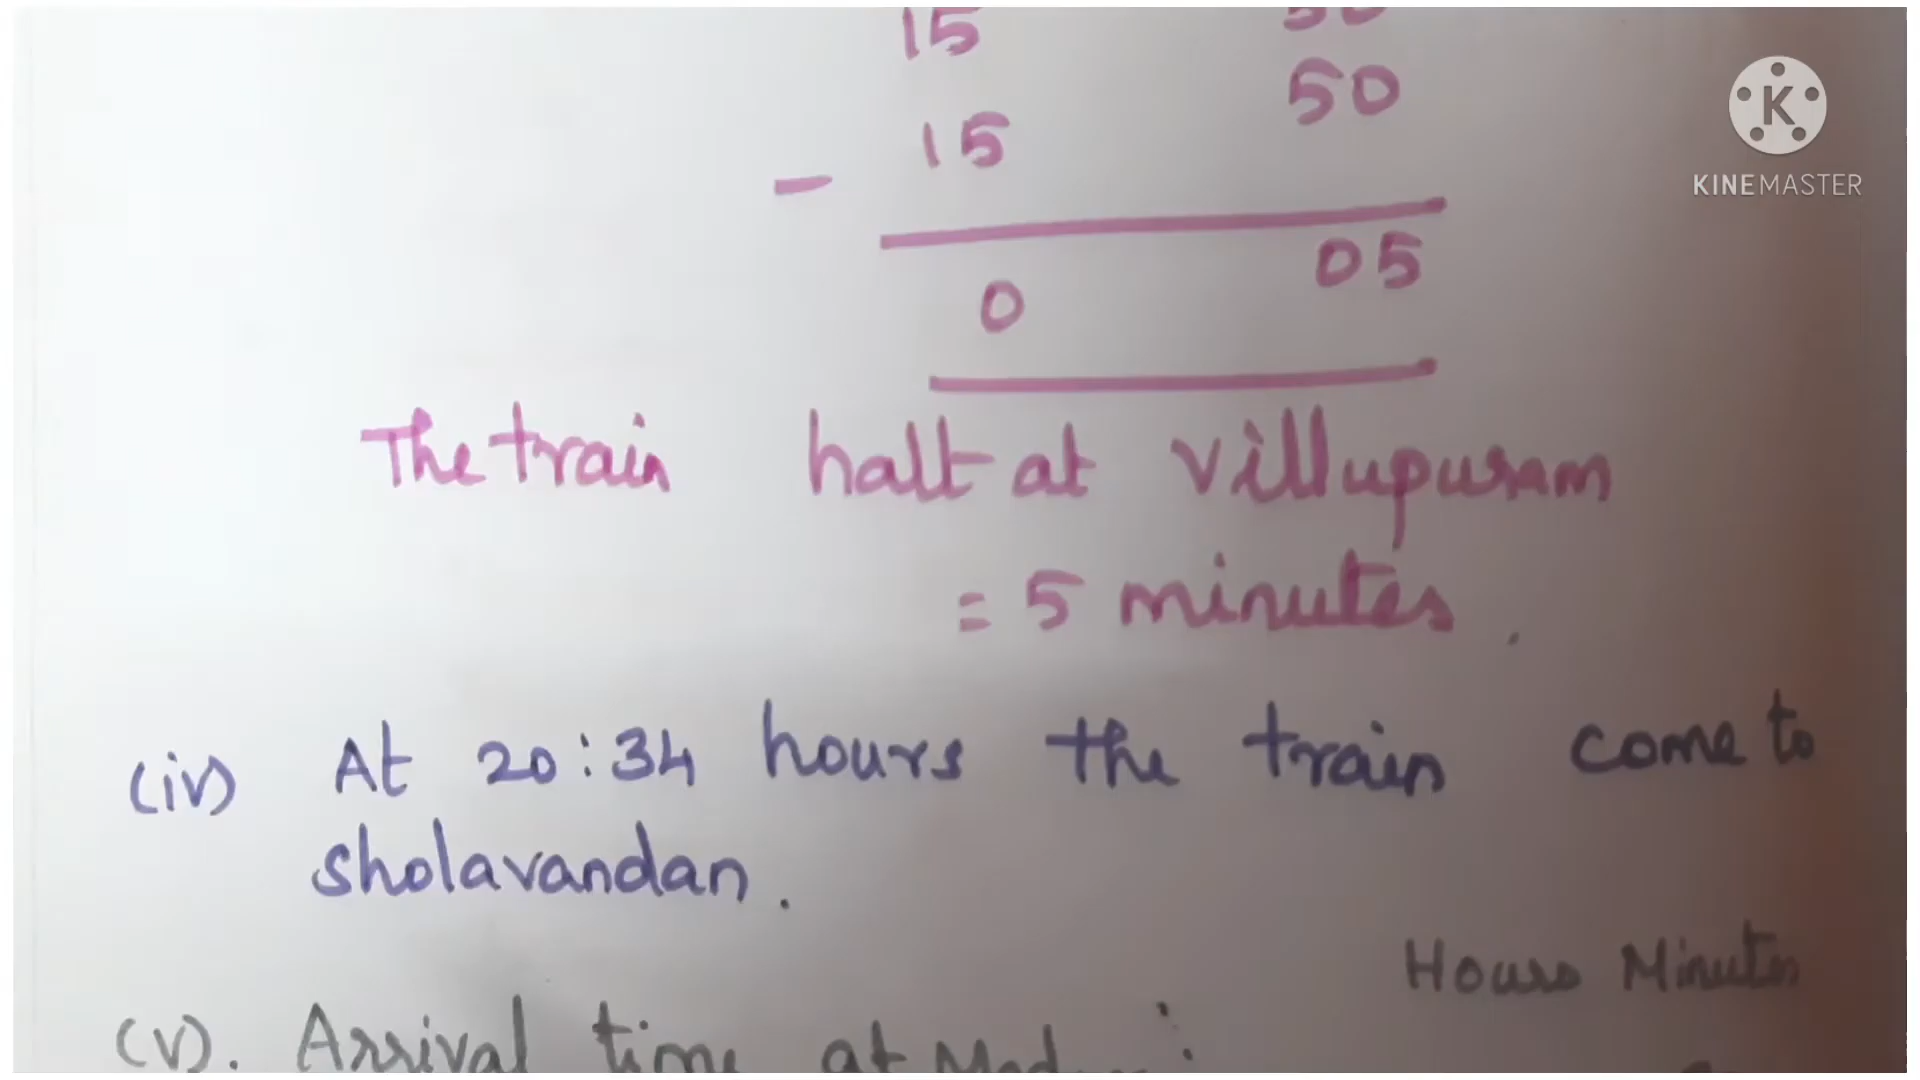 15
15 50
-
0 05
The train halt at Villupuram
= 5 minutes.
(iv) At 20:34 hours the train come to
sholavandan.
Hours Minutes
(v). Arrival time at
K
KINEMASTER